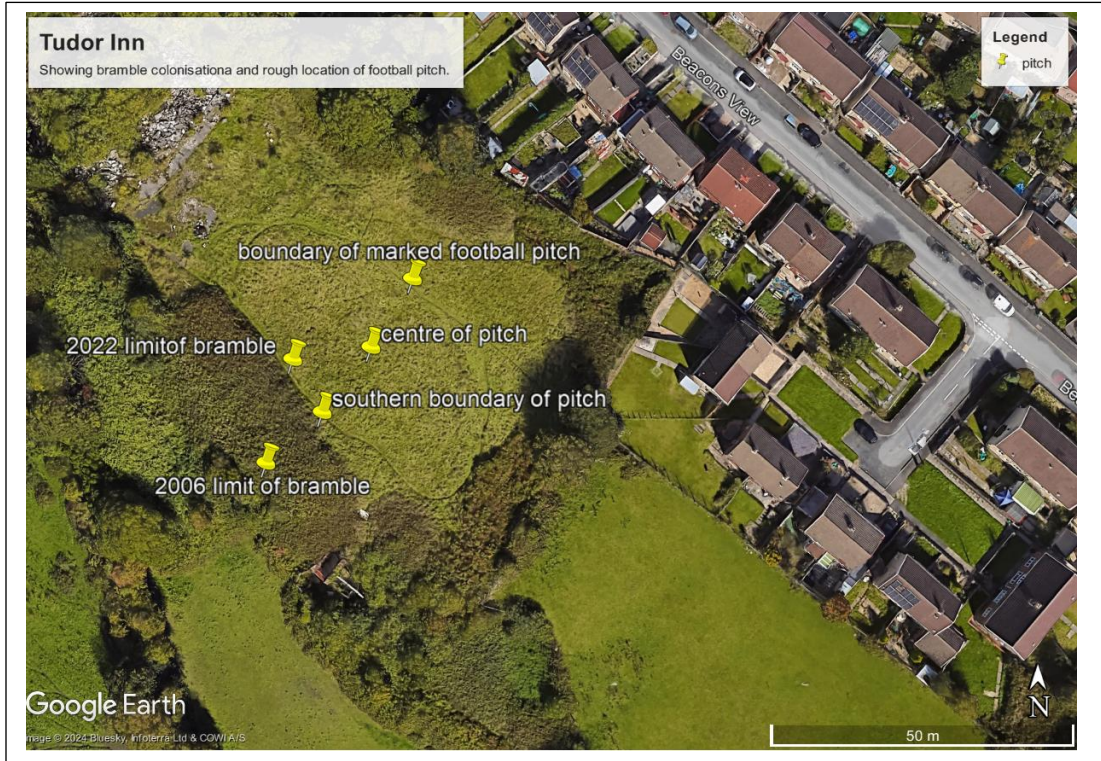 Tudor Inn
Showing bramble colonisationa and rough location of football pitch.
Legend
pitch
Beacons View
boundary of marked football pitch
centre of pitch
2022 limitof bramble
southern boundary of pitch
2006 limit of bramble
Be
Google Earth
mage © 2024 Bluesky, Infoterra Ltd & COWI A/S
N
50 m